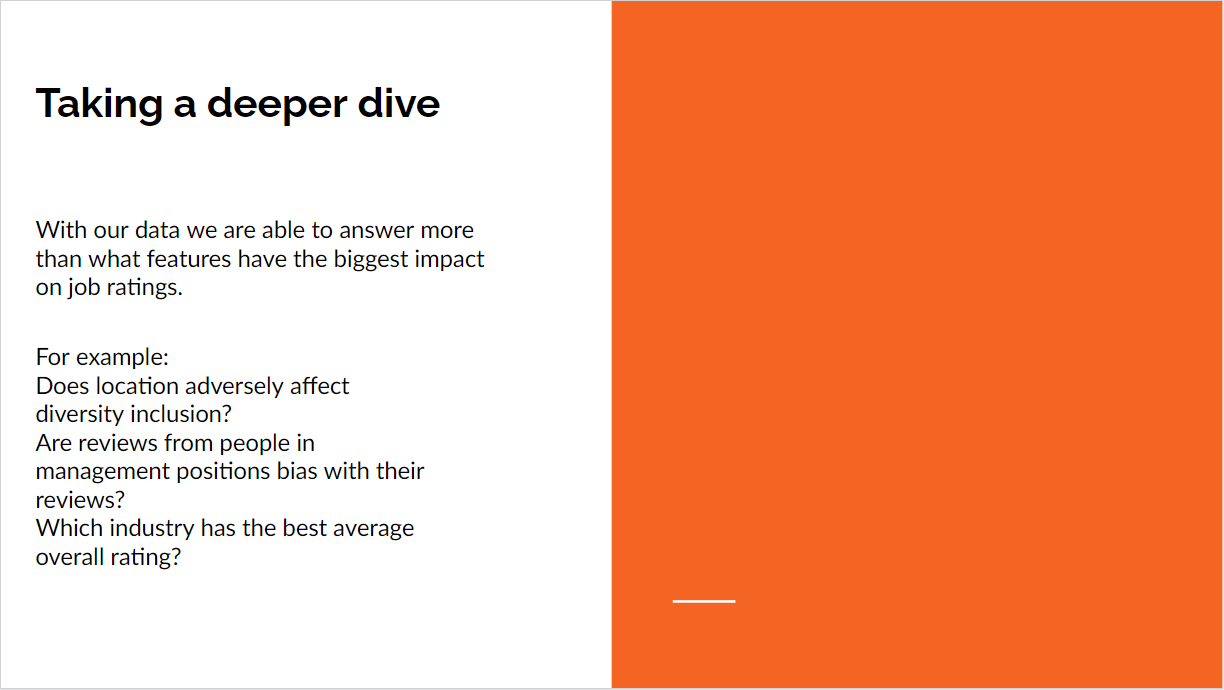 Taking a deeper dive
With our data we are able to answer more
than what features have the biggest impact
on job ratings.
For example:
Does location adversely affect
diversity inclusion?
Are reviews from people in
management positions bias with their
reviews?
Which industry has the best average
overall rating?